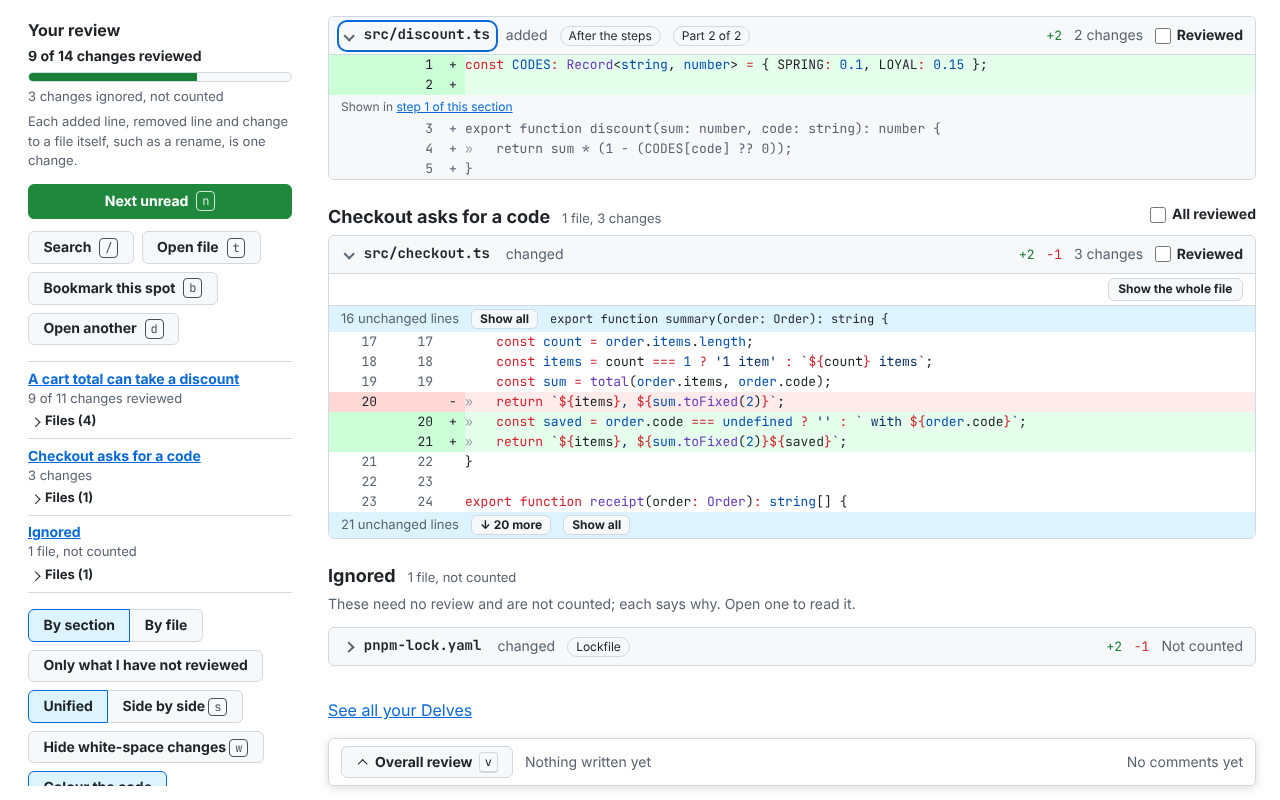 Your review
9 of 14 changes reviewed
3 changes ignored, not counted
Each added line, removed line and change
to a file itself, such as a rename, is one
change.
Next unread n
Search / Open file t
Bookmark this spot b
Open another d
A cart total can take a discount
9 of 11 changes reviewed
Files (4)
Checkout asks for a code
3 changes
Files (1)
Ignored
1 file, not counted
Files (1)
By section By file
Only what I have not reviewed
Unified Side by side s
Hide white-space changes w
Colour the code
src/discount.ts added After the steps Part 2 of 2 +2 2 changes Reviewed
1 + const CODES: Record<string, number> = { SPRING: 0.1, LOYAL: 0.15 };
2 +
Shown in step 1 of this section
3 + export function discount(sum: number, code: string): number {
4 + » return sum * (1 - (CODES[code] ?? 0));
5 + }
Checkout asks for a code 1 file, 3 changes All reviewed
src/checkout.ts changed +2 -1 3 changes Reviewed
Show the whole file
16 unchanged lines Show all export function summary(order: Order): string {
17 17 const count = order.items.length;
18 18 const items = count === 1 ? '1 item' : `${count} items`;
19 19 const sum = total(order.items, order.code);
20 - » return `${items}, ${sum.toFixed(2)}`;
20 + » const saved = order.code === undefined ? '' : ` with ${order.code}`;
21 + » return `${items}, ${sum.toFixed(2)}${saved}`;
21 22 }
22 23
23 24 export function receipt(order: Order): string[] {
21 unchanged lines ↓ 20 more Show all
Ignored 1 file, not counted
These need no review and are not counted; each says why. Open one to read it.
pnpm-lock.yaml changed Lockfile +2 -1 Not counted
See all your Delves
Overall review v Nothing written yet No comments yet